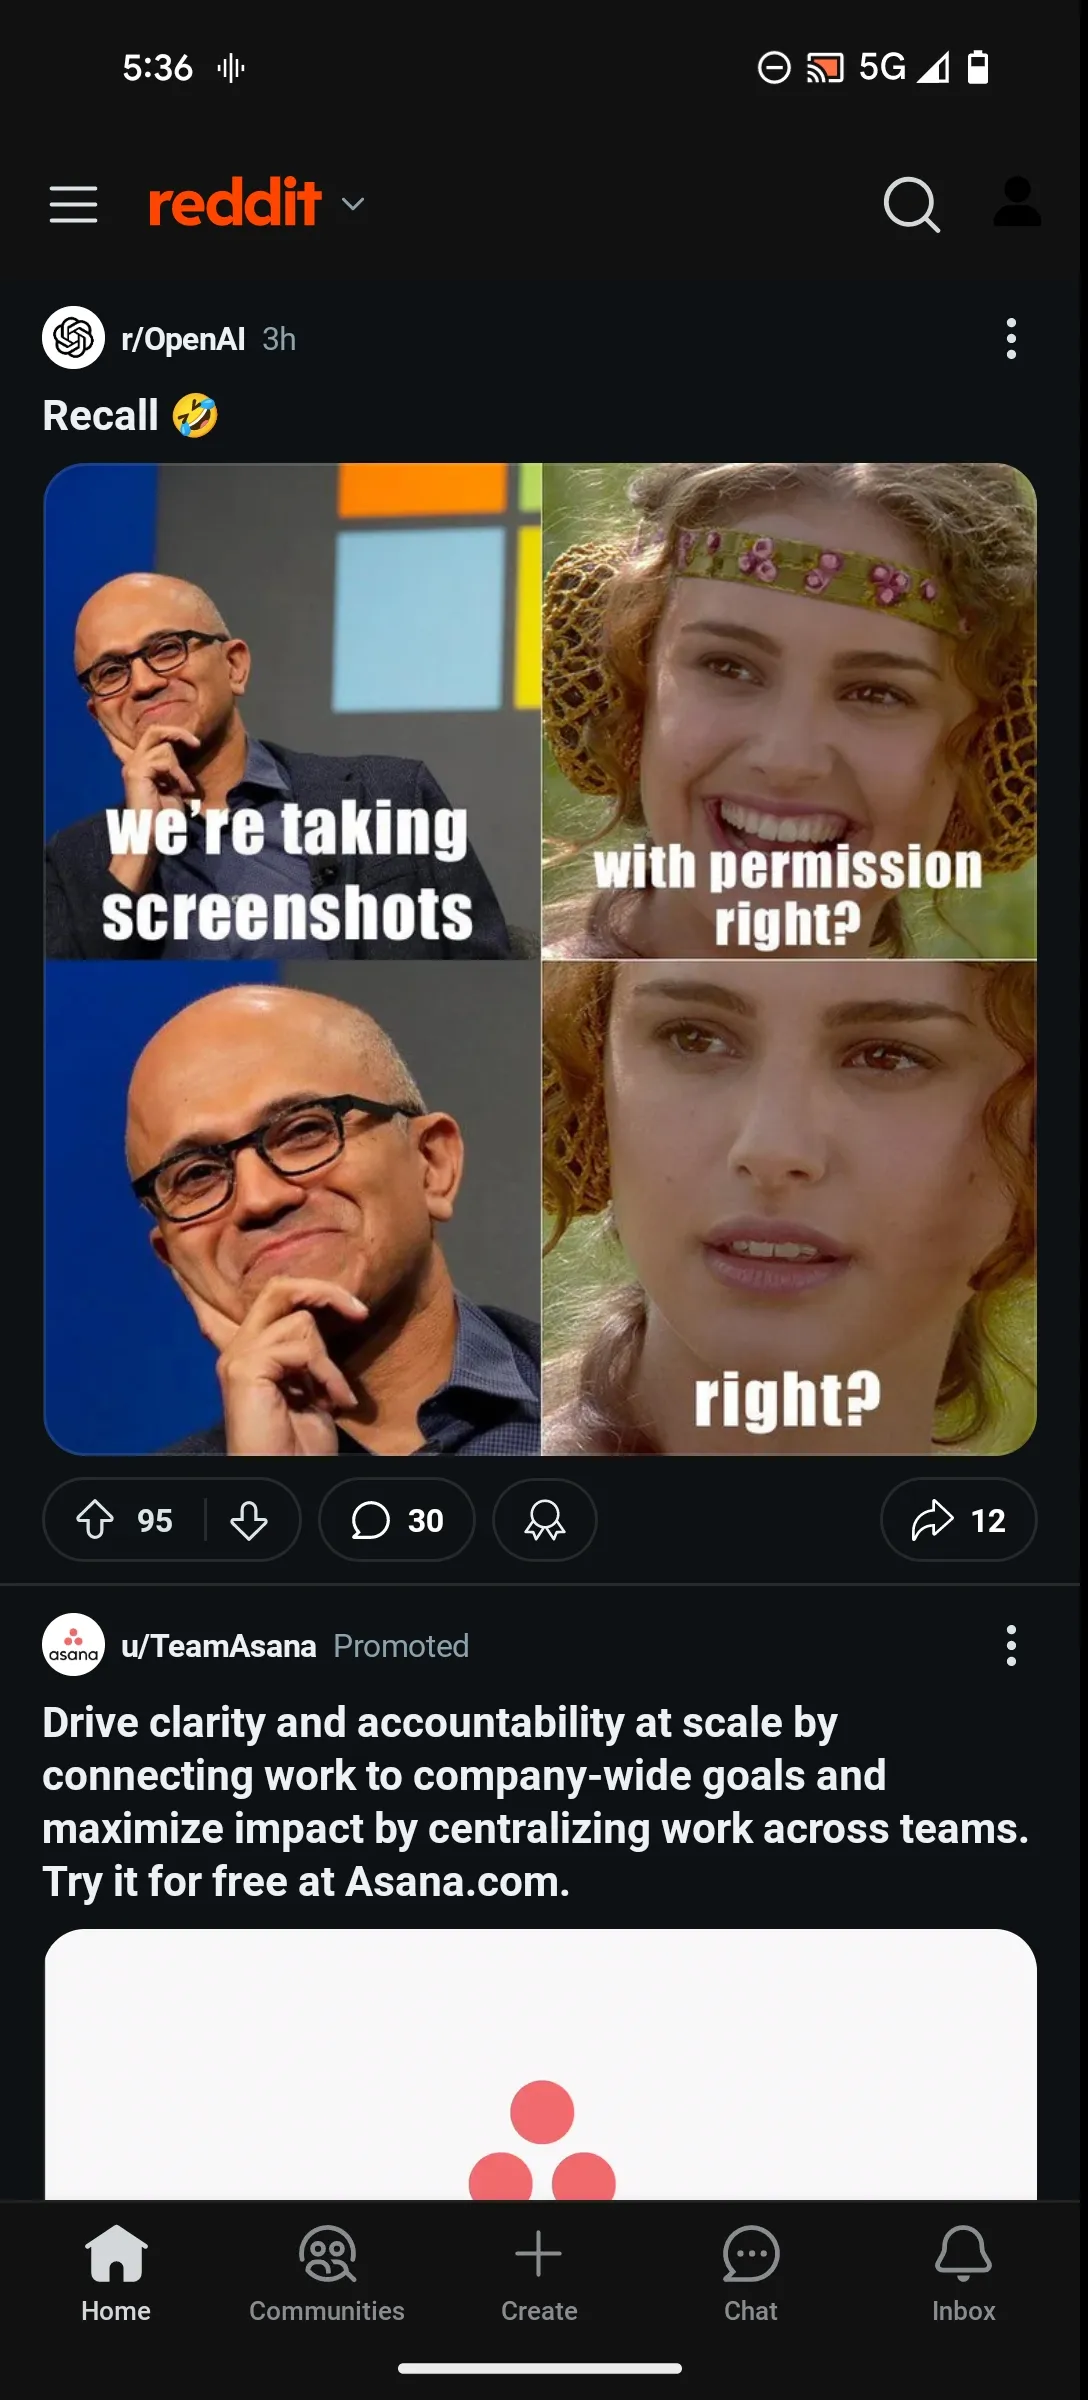 5:36
5G
reddit
r/OpenAI 3h
Recall 🤣
we're taking
screenshots
with permission
right?
right?
95
30
12
asana
u/TeamAsana Promoted
Drive clarity and accountability at scale by
connecting work to company-wide goals and
maximize impact by centralizing work across teams.
Try it for free at Asana.com.
Home
Communities
Create
Chat
Inbox